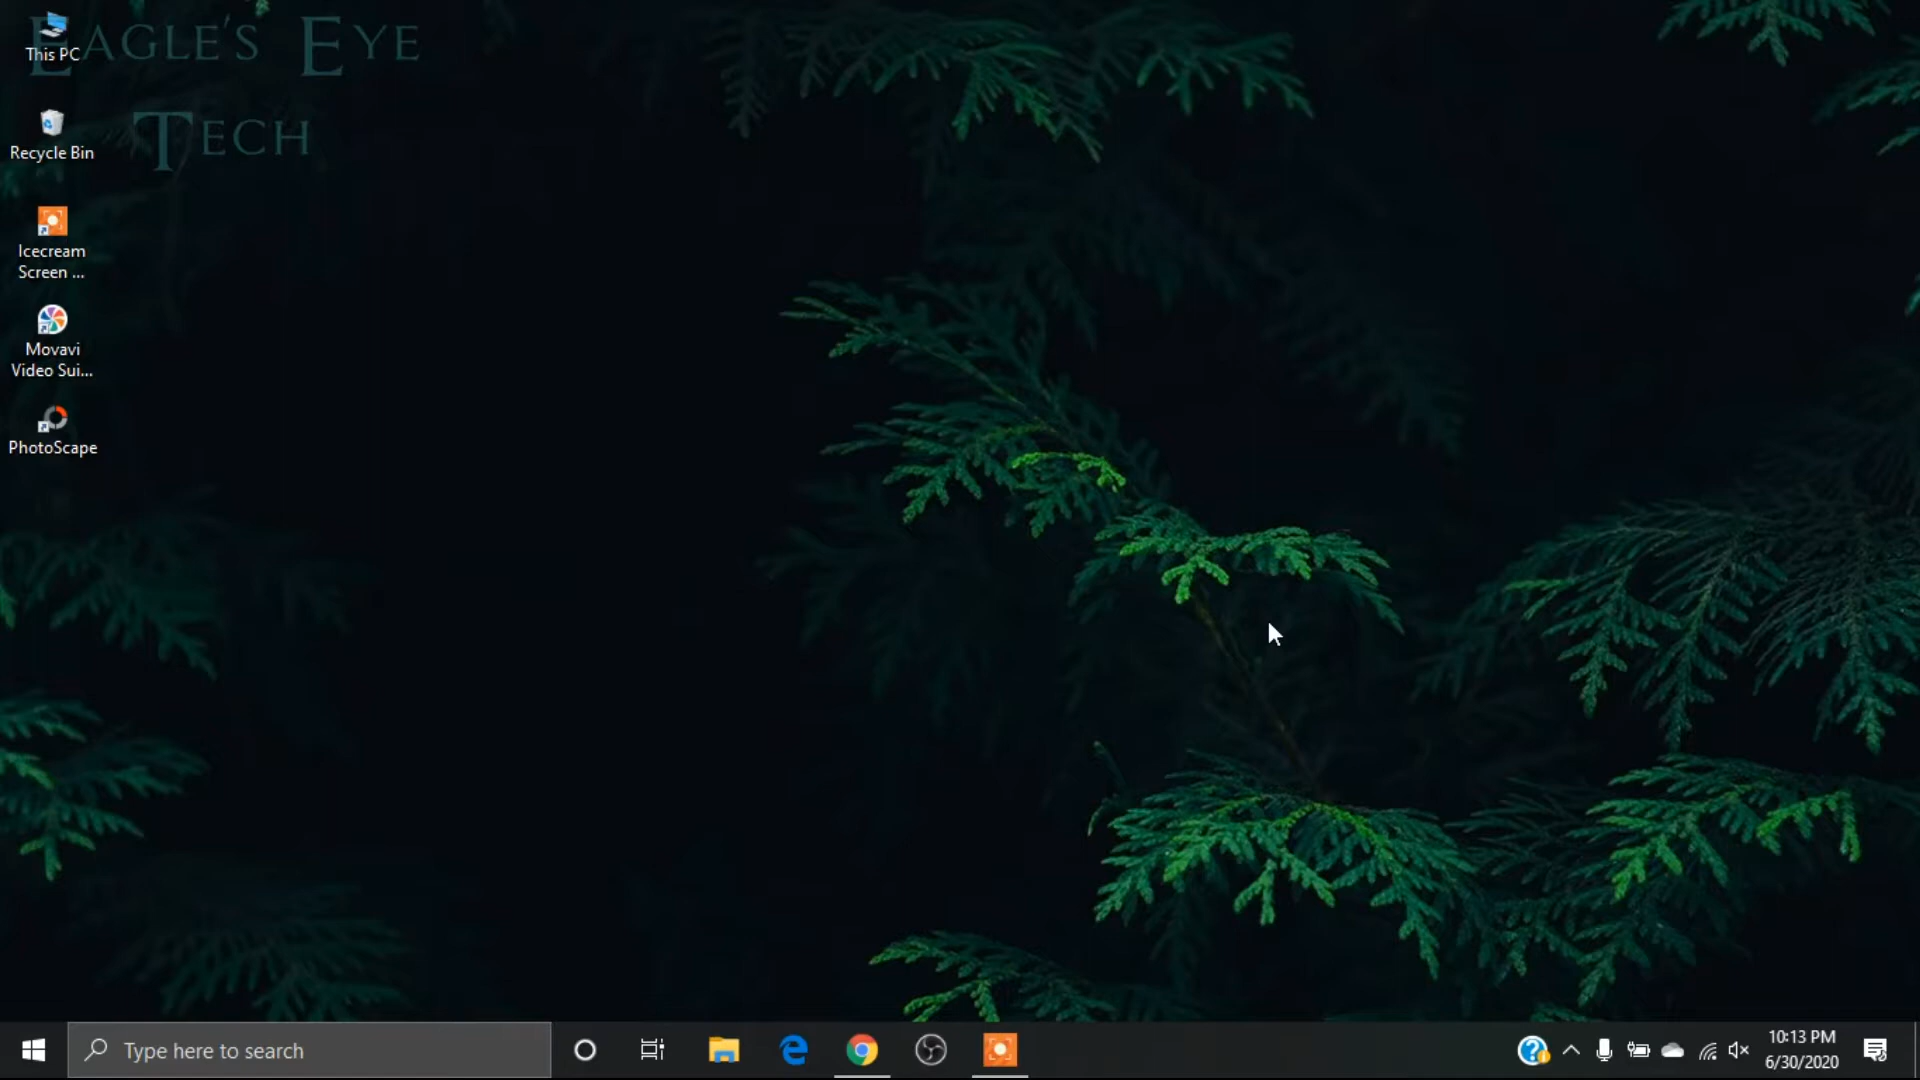 EAGLE'S EYE
TECH
This PC
Recycle Bin
Icecream
Screen ...
Movavi
Video Sui...
PhotoScape
Type here to search
10:13 PM
6/30/2020